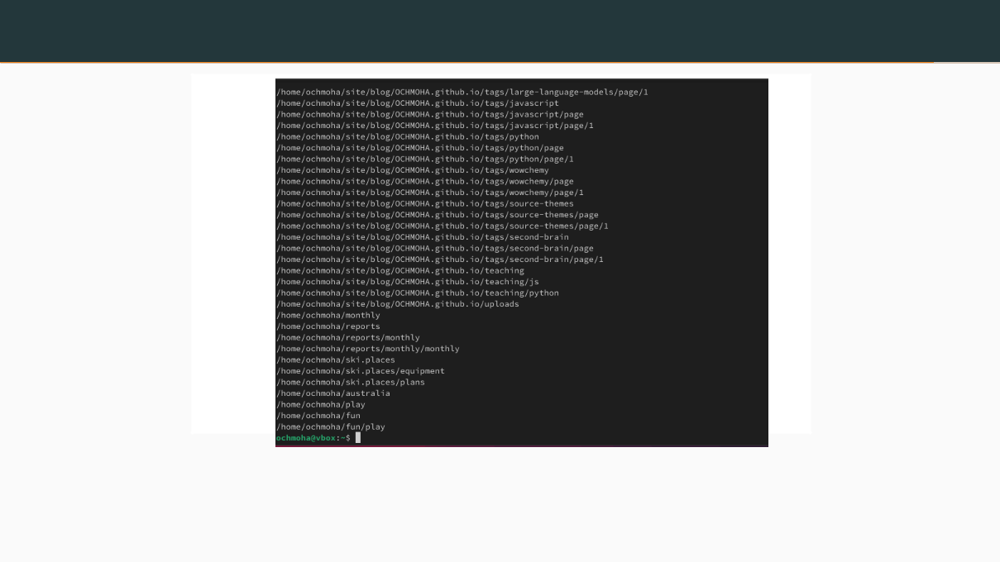 /home/ochmoha/site/blog/OCHMOHA.github.io/tags/large-language-models/page/1
/home/ochmoha/site/blog/OCHMOHA.github.io/tags/javascript
/home/ochmoha/site/blog/OCHMOHA.github.io/tags/javascript/page
/home/ochmoha/site/blog/OCHMOHA.github.io/tags/javascript/page/1
/home/ochmoha/site/blog/OCHMOHA.github.io/tags/python
/home/ochmoha/site/blog/OCHMOHA.github.io/tags/python/page
/home/ochmoha/site/blog/OCHMOHA.github.io/tags/python/page/1
/home/ochmoha/site/blog/OCHMOHA.github.io/tags/wowchemy
/home/ochmoha/site/blog/OCHMOHA.github.io/tags/wowchemy/page
/home/ochmoha/site/blog/OCHMOHA.github.io/tags/wowchemy/page/1
/home/ochmoha/site/blog/OCHMOHA.github.io/tags/source-themes
/home/ochmoha/site/blog/OCHMOHA.github.io/tags/source-themes/page
/home/ochmoha/site/blog/OCHMOHA.github.io/tags/source-themes/page/1
/home/ochmoha/site/blog/OCHMOHA.github.io/tags/second-brain
/home/ochmoha/site/blog/OCHMOHA.github.io/tags/second-brain/page
/home/ochmoha/site/blog/OCHMOHA.github.io/tags/second-brain/page/1
/home/ochmoha/site/blog/OCHMOHA.github.io/teaching
/home/ochmoha/site/blog/OCHMOHA.github.io/teaching/js
/home/ochmoha/site/blog/OCHMOHA.github.io/teaching/python
/home/ochmoha/site/blog/OCHMOHA.github.io/uploads
/home/ochmoha/monthly
/home/ochmoha/reports
/home/ochmoha/reports/monthly
/home/ochmoha/reports/monthly/monthly
/home/ochmoha/ski.places
/home/ochmoha/ski.places/equipment
/home/ochmoha/ski.places/plans
/home/ochmoha/australia
/home/ochmoha/play
/home/ochmoha/fun
/home/ochmoha/fun/play
ochmoha@vbox:~$